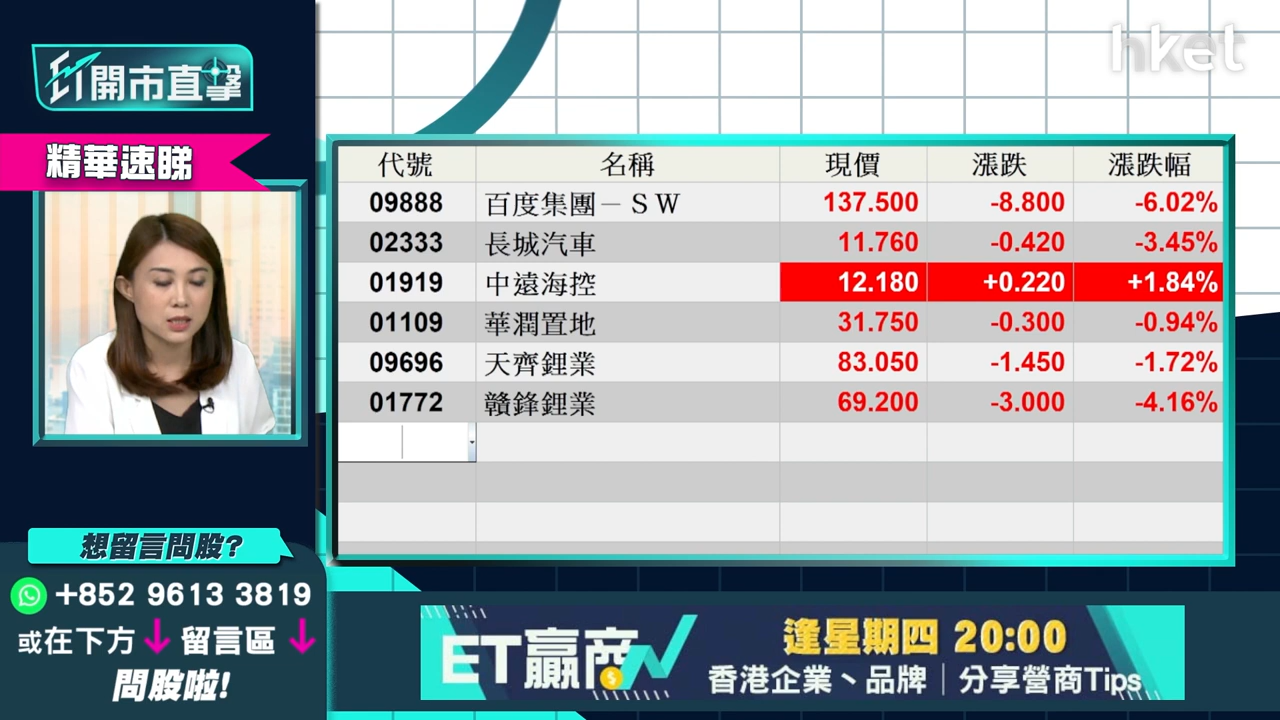 hket
ET開市直擊
精華速睇
代號 名稱 現價 漲跌 漲跌幅
09888 百度集團－ＳＷ 137.500 -8.800 -6.02%
02333 長城汽車 11.760 -0.420 -3.45%
01919 中遠海控 12.180 +0.220 +1.84%
01109 華潤置地 31.750 -0.300 -0.94%
09696 天齊鋰業 83.050 -1.450 -1.72%
01772 贛鋒鋰業 69.200 -3.000 -4.16%
想留言問股?
+852 9613 3819
或在下方↓留言區↓
問股啦!
ET贏商
逢星期四 20:00
香港企業、品牌｜分享營商Tips